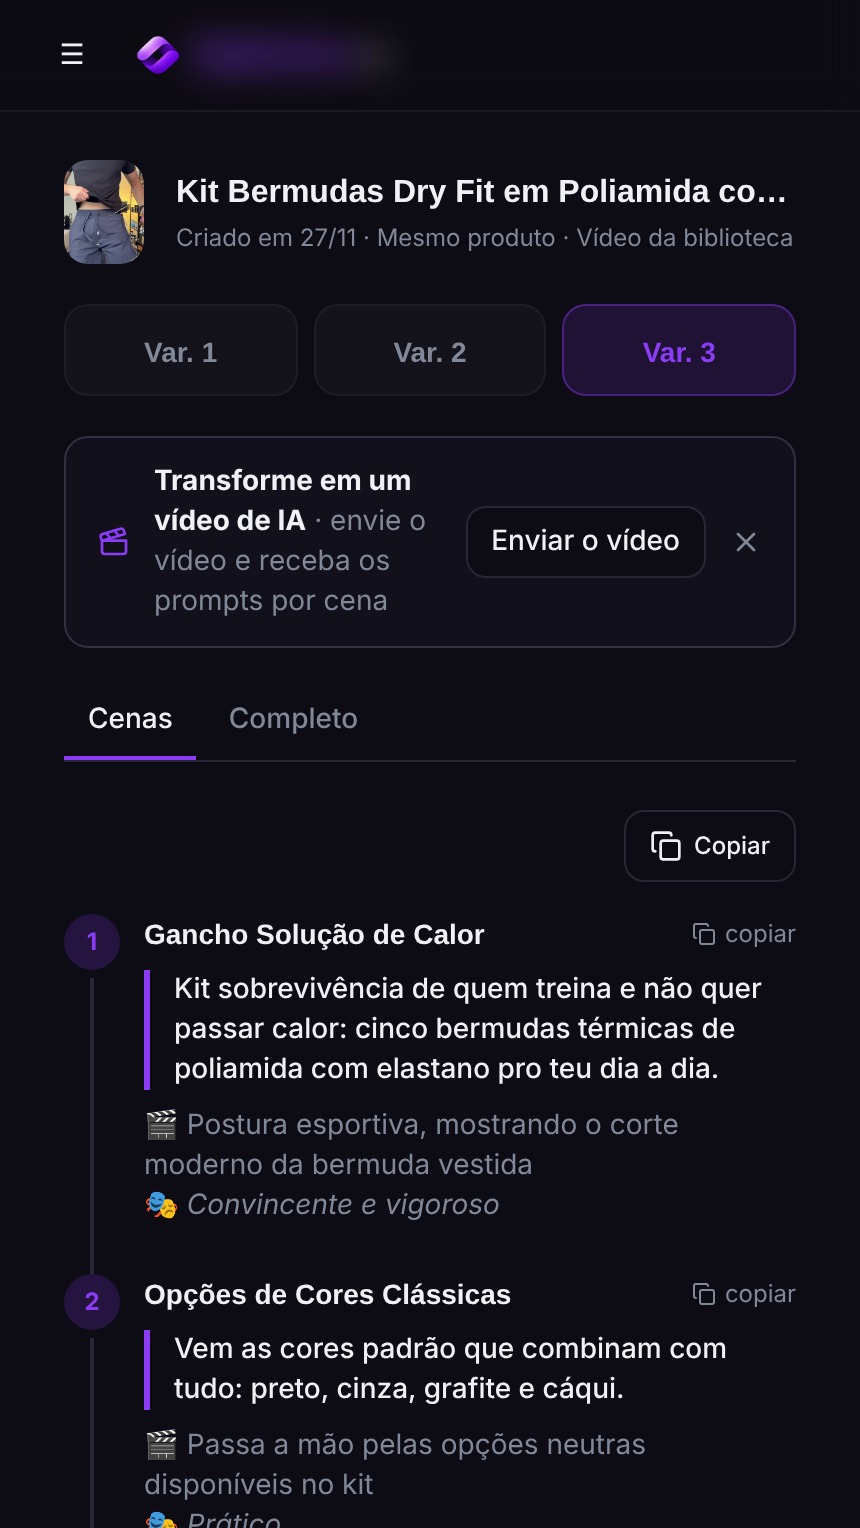 Kit Bermudas Dry Fit em Poliamida co...
Criado em 27/11 · Mesmo produto · Vídeo da biblioteca
Var. 1
Var. 2
Var. 3
Transforme em um
vídeo de IA · envie o
vídeo e receba os
prompts por cena
Enviar o vídeo
Cenas
Completo
Copiar
1
Gancho Solução de Calor
copiar
Kit sobrevivência de quem treina e não quer
passar calor: cinco bermudas térmicas de
poliamida com elastano pro teu dia a dia.
🎬 Postura esportiva, mostrando o corte
moderno da bermuda vestida
🎭 Convincente e vigoroso
2
Opções de Cores Clássicas
copiar
Vem as cores padrão que combinam com
tudo: preto, cinza, grafite e cáqui.
🎬 Passa a mão pelas opções neutras
disponíveis no kit
🎭 Prático